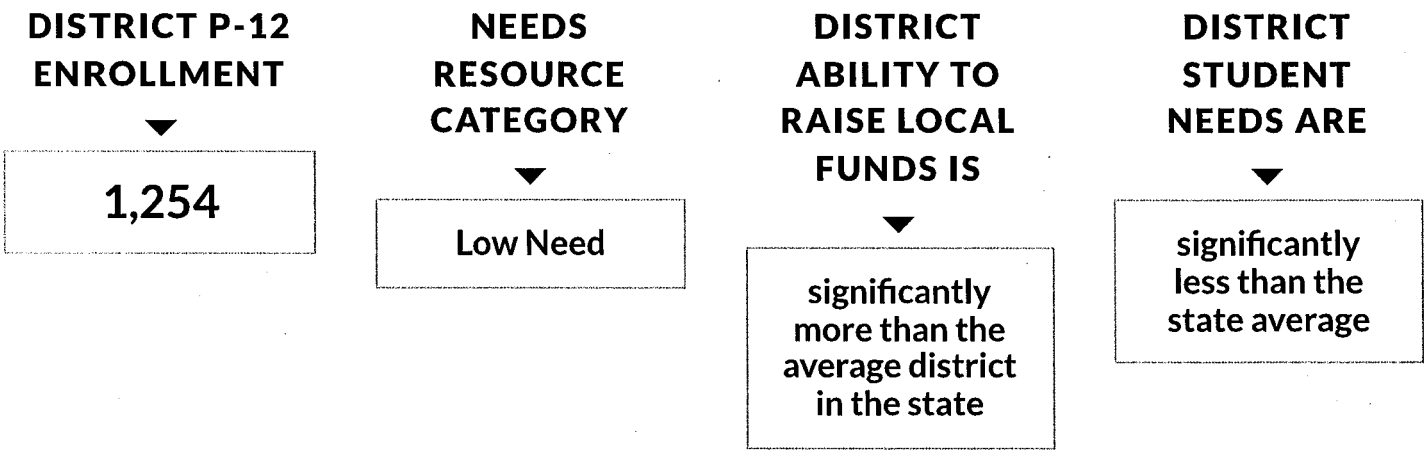 DISTRICT P-12
ENROLLMENT
1,254
NEEDS
RESOURCE
CATEGORY
Low Need
DISTRICT
ABILITY TO
RAISE LOCAL
FUNDS IS
significantly
more than the
average district
in the state
DISTRICT
STUDENT
NEEDS ARE
significantly
less than the
state average